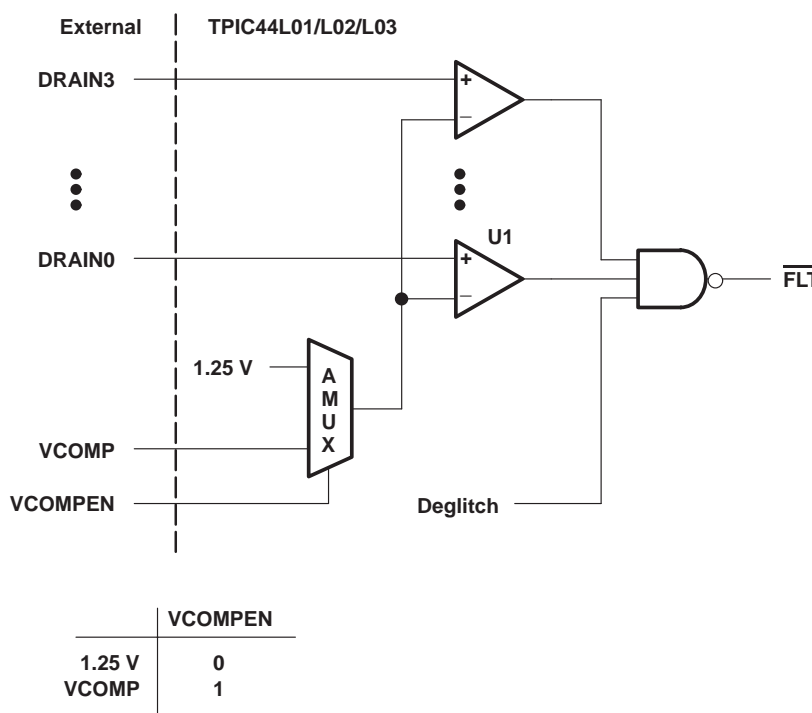 External TPIC44L01/L02/L03
DRAIN3
+
–
U1
DRAIN0
+
–
FLT
1.25 V
A
M
U
X
VCOMP
VCOMPEN
Deglitch
VCOMPEN
1.25 V 0
VCOMP 1